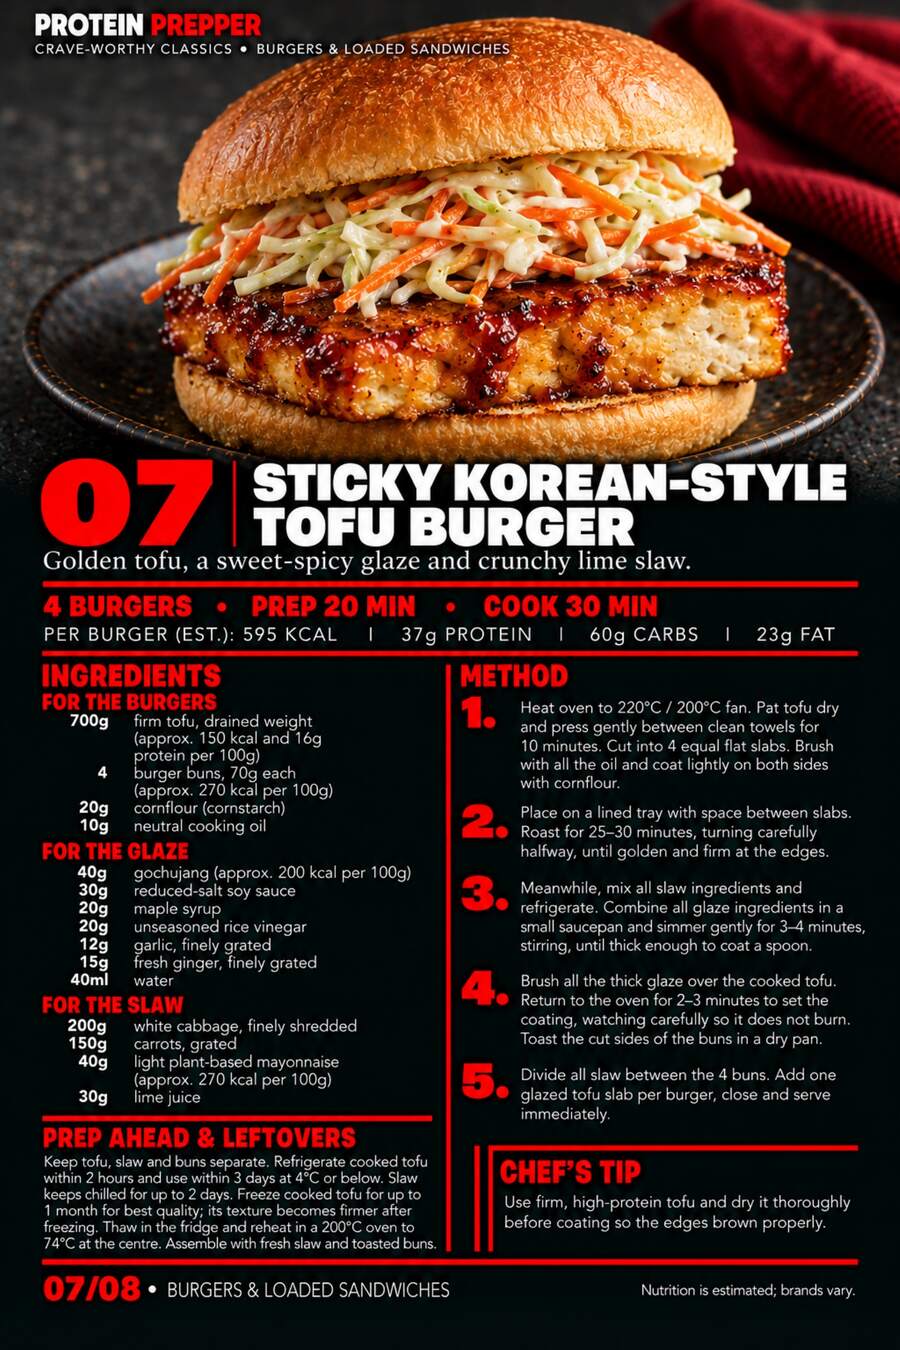 PROTEIN PREPPER
CRAVE-WORTHY CLASSICS • BURGERS & LOADED SANDWICHES
07
STICKY KOREAN-STYLE
TOFU BURGER
Golden tofu, a sweet-spicy glaze and crunchy lime slaw.
4 BURGERS • PREP 20 MIN • COOK 30 MIN
PER BURGER (EST.): 595 KCAL | 37g PROTEIN | 60g CARBS | 23g FAT
INGREDIENTS
FOR THE BURGERS
700g firm tofu, drained weight
(approx. 150 kcal and 16g
protein per 100g)
4 burger buns, 70g each
(approx. 270 kcal per 100g)
20g cornflour (cornstarch)
10g neutral cooking oil
FOR THE GLAZE
40g gochujang (approx. 200 kcal per 100g)
30g reduced-salt soy sauce
20g maple syrup
20g unseasoned rice vinegar
12g garlic, finely grated
15g fresh ginger, finely grated
40ml water
FOR THE SLAW
200g white cabbage, finely shredded
150g carrots, grated
40g light plant-based mayonnaise
(approx. 270 kcal per 100g)
30g lime juice
PREP AHEAD & LEFTOVERS
Keep tofu, slaw and buns separate. Refrigerate cooked tofu
within 2 hours and use within 3 days at 4°C or below. Slaw
keeps chilled for up to 2 days. Freeze cooked tofu for up to
1 month for best quality; its texture becomes firmer after
freezing. Thaw in the fridge and reheat in a 200°C oven to
74°C at the centre. Assemble with fresh slaw and toasted buns.
METHOD
1. Heat oven to 220°C / 200°C fan. Pat tofu dry
and press gently between clean towels for
10 minutes. Cut into 4 equal flat slabs. Brush
with all the oil and coat lightly on both sides
with cornflour.
2. Place on a lined tray with space between slabs.
Roast for 25–30 minutes, turning carefully
halfway, until golden and firm at the edges.
3. Meanwhile, mix all slaw ingredients and
refrigerate. Combine all glaze ingredients in a
small saucepan and simmer gently for 3–4 minutes,
stirring, until thick enough to coat a spoon.
4. Brush all the thick glaze over the cooked tofu.
Return to the oven for 2–3 minutes to set the
coating, watching carefully so it does not burn.
Toast the cut sides of the buns in a dry pan.
5. Divide all slaw between the 4 buns. Add one
glazed tofu slab per burger, close and serve
immediately.
CHEF'S TIP
Use firm, high-protein tofu and dry it thoroughly
before coating so the edges brown properly.
07/08 • BURGERS & LOADED SANDWICHES
Nutrition is estimated; brands vary.